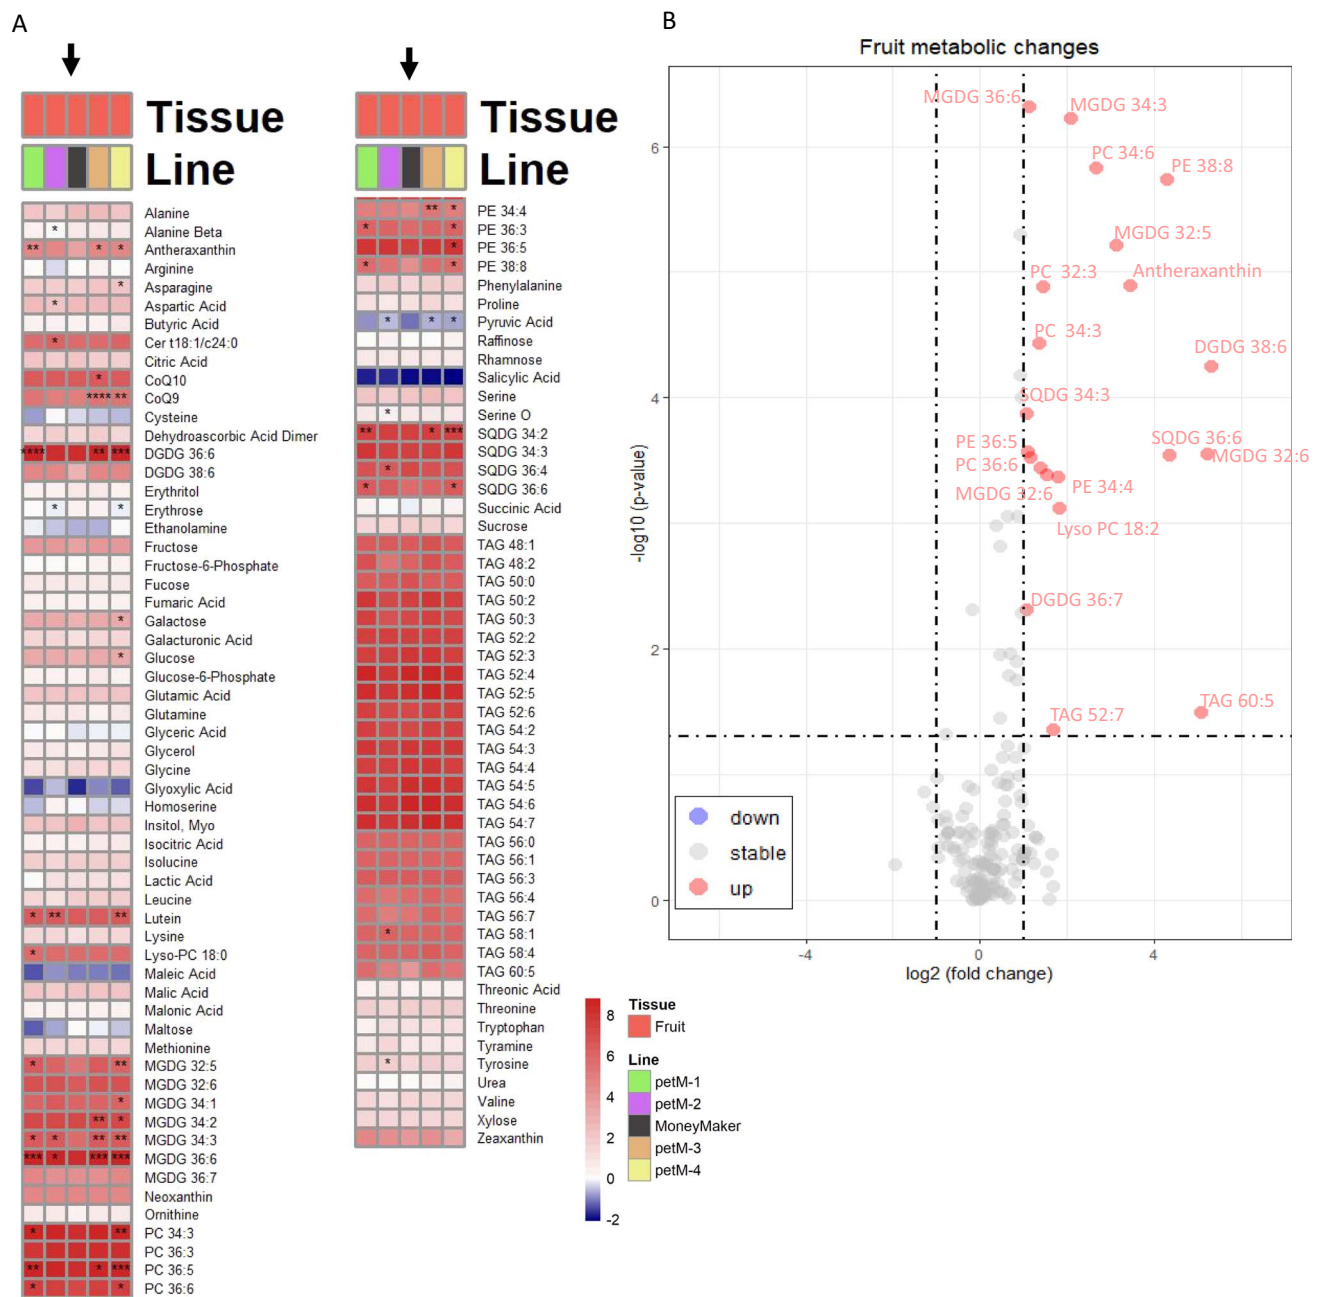 A
Tissue
Line
Alanine
Alanine Beta
*
Antheraxanthin
** * *
Arginine
Asparagine
*
Aspartic Acid
*
Butyric Acid
Cer t18:1/c24:0
*
Citric Acid
CoQ10
*
CoQ9
**** **
Cysteine
Dehydroascorbic Acid Dimer
DGDG 36:6
**** ** ***
DGDG 38:6
Erythritol
Erythrose
* *
Ethanolamine
Fructose
Fructose-6-Phosphate
Fucose
Fumaric Acid
Galactose
*
Galacturonic Acid
Glucose
*
Glucose-6-Phosphate
Glutamic Acid
Glutamine
Glyceric Acid
Glycerol
Glycine
Glyoxylic Acid
Homoserine
Insitol, Myo
Isocitric Acid
Isolucine
Lactic Acid
Leucine
Lutein
* ** **
Lysine
Lyso-PC 18:0
*
Maleic Acid
Malic Acid
Malonic Acid
Maltose
Methionine
MGDG 32:5
* **
MGDG 32:6
MGDG 34:1
*
MGDG 34:2
** *
MGDG 34:3
* * ** **
MGDG 36:6
*** * *** ***
MGDG 36:7
Neoxanthin
Ornithine
PC 34:3
* **
PC 36:3
PC 36:5
** * ***
PC 36:6
* *
Tissue
Line
PE 34:4
** *
PE 36:3
* *
PE 36:5
*
PE 38:8
* *
Phenylalanine
Proline
Pyruvic Acid
* * *
Raffinose
Rhamnose
Salicylic Acid
Serine
Serine O
*
SQDG 34:2
** * ***
SQDG 34:3
SQDG 36:4
*
SQDG 36:6
* *
Succinic Acid
Sucrose
TAG 48:1
TAG 48:2
TAG 50:0
TAG 50:2
TAG 50:3
TAG 52:2
TAG 52:3
TAG 52:4
TAG 52:5
TAG 52:6
TAG 54:2
TAG 54:3
TAG 54:4
TAG 54:5
TAG 54:6
TAG 54:7
TAG 56:0
TAG 56:1
TAG 56:3
TAG 56:4
TAG 56:7
TAG 58:1
*
TAG 58:4
TAG 60:5
Threonic Acid
Threonine
Tryptophan
Tyramine
Tyrosine
*
Urea
Valine
Xylose
Zeaxanthin
8
6
4
2
0
-2
Tissue
Fruit
Line
petM-1
petM-2
MoneyMaker
petM-3
petM-4
B
Fruit metabolic changes
MGDG 36:6
MGDG 34:3
PC 34:6
PE 38:8
MGDG 32:5
PC 32:3
Antheraxanthin
PC 34:3
DGDG 38:6
SQDG 34:3
PE 36:5
SQDG 36:6
PC 36:6
MGDG 32:6
MGDG 32:6
PE 34:4
Lyso PC 18:2
DGDG 36:7
TAG 60:5
TAG 52:7
down
stable
up
6
4
2
0
-4
0
4
-log10 (p-value)
log2 (fold change)